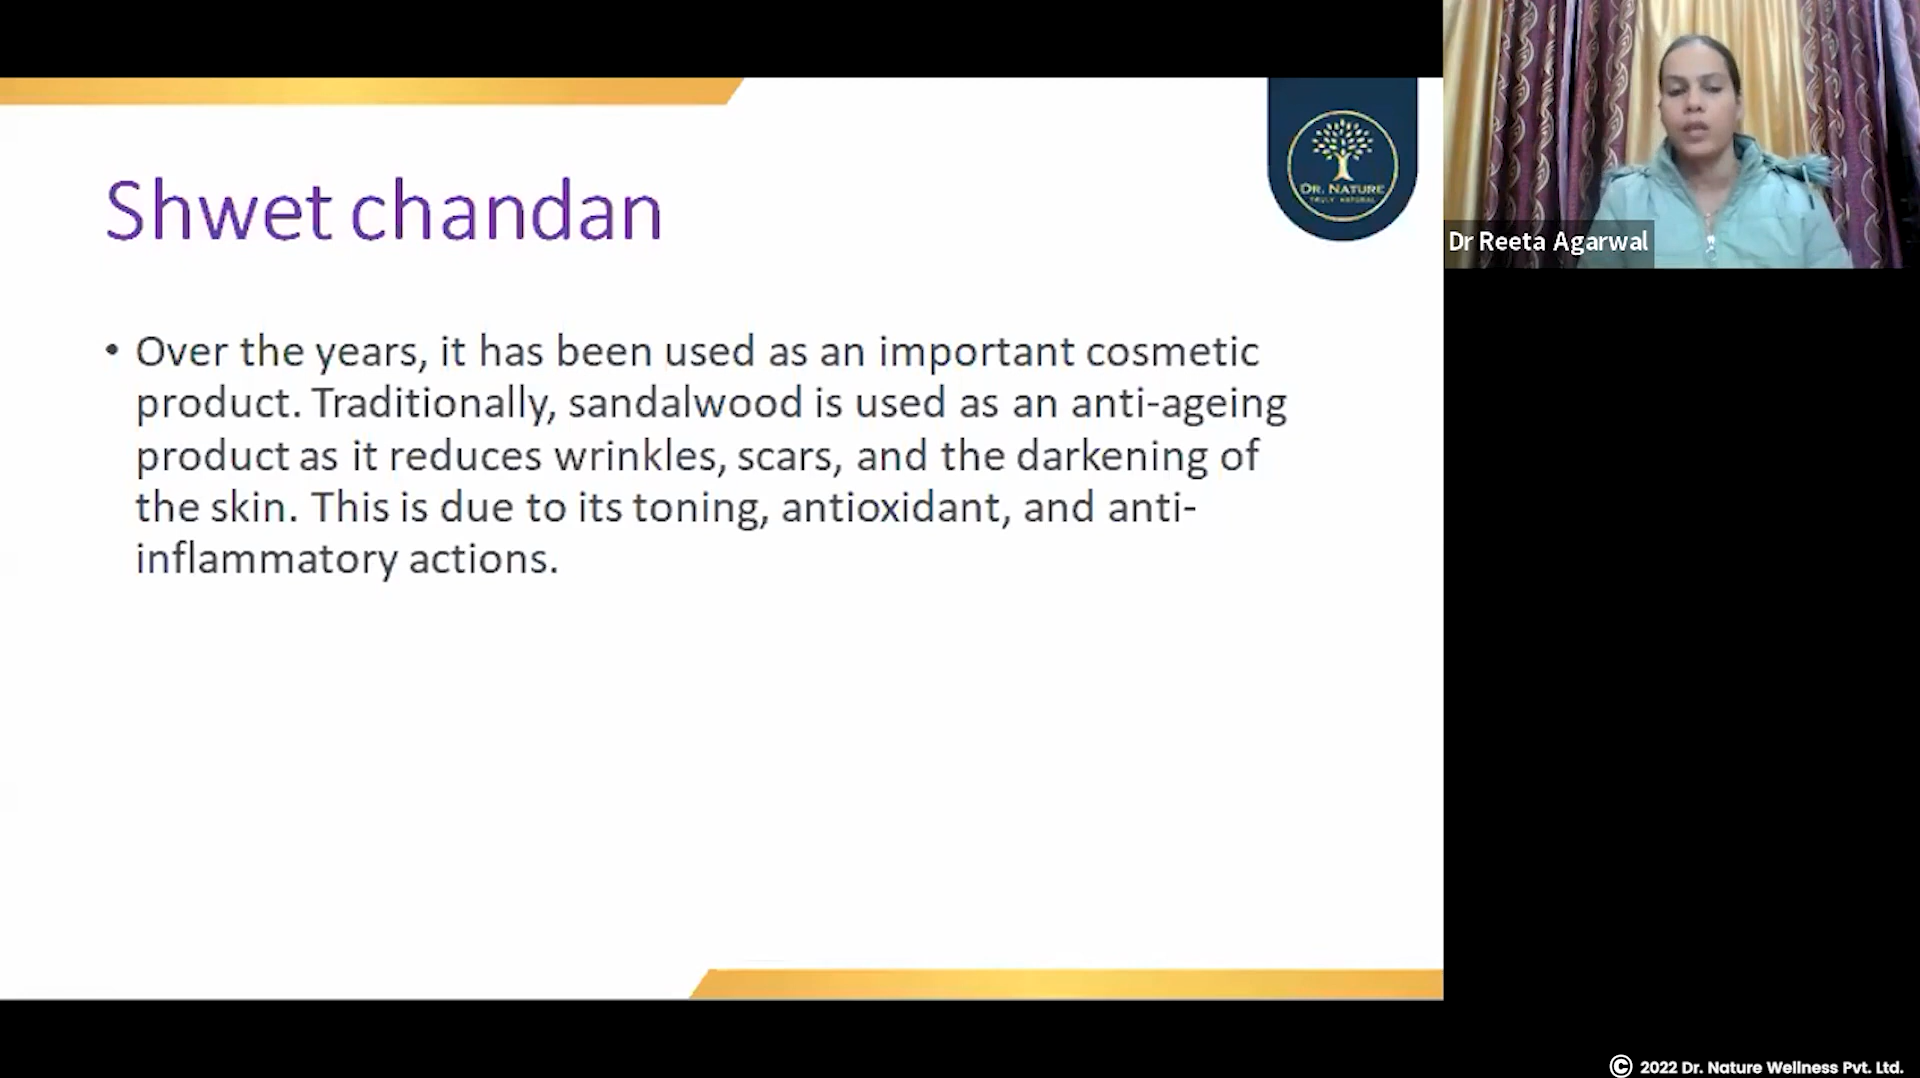 Shwet chandan
DR. NATURE
TRULY NATURAL
Dr Reeta Agarwal
• Over the years, it has been used as an important cosmetic
product. Traditionally, sandalwood is used as an anti-ageing
product as it reduces wrinkles, scars, and the darkening of
the skin. This is due to its toning, antioxidant, and anti-
inflammatory actions.
© 2022 Dr. Nature Wellness Pvt. Ltd.